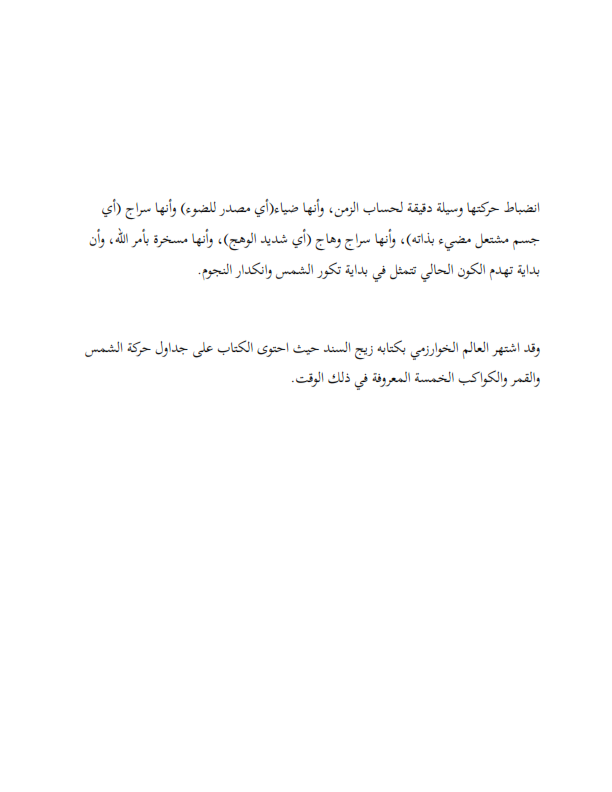 انضباط حركتها وسيلة دقيقة لحساب الزمن، وأنها ضياء(أي مصدر للضوء) وأنها سراج (أي
جسم مشتعل مضيء بذاته)، وأنها سراج وهاج (أي شديد الوهج)، وأنها مسخرة بأمر الله، وأن
بداية تهدم الكون الحالي تتمثل في بداية تكور الشمس وانكدار النجوم.
وقد اشتهر العالم الخوارزمي بكتابه زيج السند حيث احتوى الكتاب على جداول حركة الشمس
والقمر والكواكب الخمسة المعروفة في ذلك الوقت.